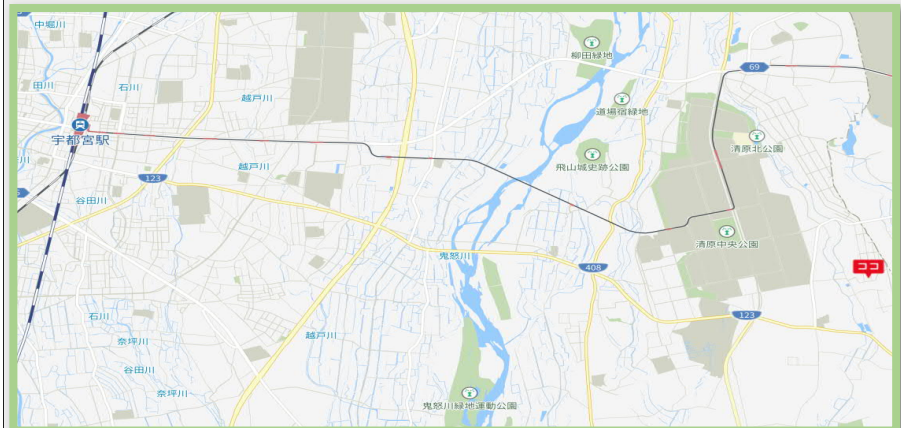 中堀川
柳田緑地
69
田川
石川
越戸川
道場宿緑地
宇都宮駅
清原北公園
越戸川
飛山城史跡公園
123
谷田川
清原中央公園
鬼怒川
408
ココ
石川
123
奈坪川
越戸川
谷田川
奈坪川
鬼怒川緑地運動公園